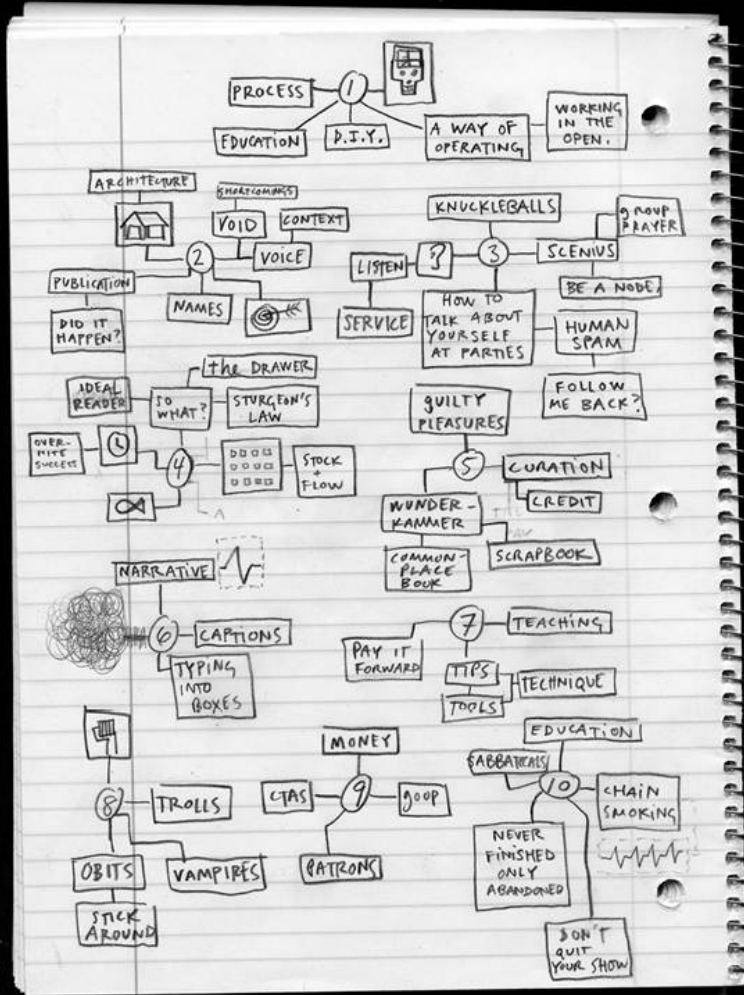 1
PROCESS
EDUCATION
D.I.Y.
A WAY OF
OPERATING
WORKING
IN THE
OPEN.
2
ARCHITECTURE
SHORTCOMINGS
VOID
CONTEXT
VOICE
PUBLICATION
DID IT
HAPPEN?
NAMES
3
KNUCKLEBALLS
GROUP
PRAYER
SCENIUS
BE A NODE.
?
LISTEN
SERVICE
HOW TO
TALK ABOUT
YOURSELF
AT PARTIES
HUMAN
SPAM
FOLLOW
ME BACK?
4
the DRAWER
IDEAL
READER
SO
WHAT?
STURGEON'S
LAW
OVER-
NITE
SUCCESS
STOCK
+
FLOW
5
GUILTY
PLEASURES
CURATION
CREDIT
WUNDER-
KAMMER
COMMON-
PLACE
BOOK
SCRAPBOOK
6
NARRATIVE
CAPTIONS
TYPING
INTO
BOXES
7
TEACHING
PAY IT
FORWARD
TIPS
TECHNIQUE
TOOLS
8
TROLLS
OBITS
VAMPIRES
STICK
AROUND
9
MONEY
CTAS
GOOP
PATRONS
10
EDUCATION
SABBATICALS
CHAIN
SMOKING
NEVER
FINISHED
ONLY
ABANDONED
DON'T
QUIT
YOUR SHOW